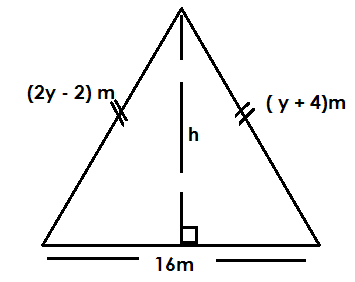 (2y - 2) m
( y + 4)m
h
16m